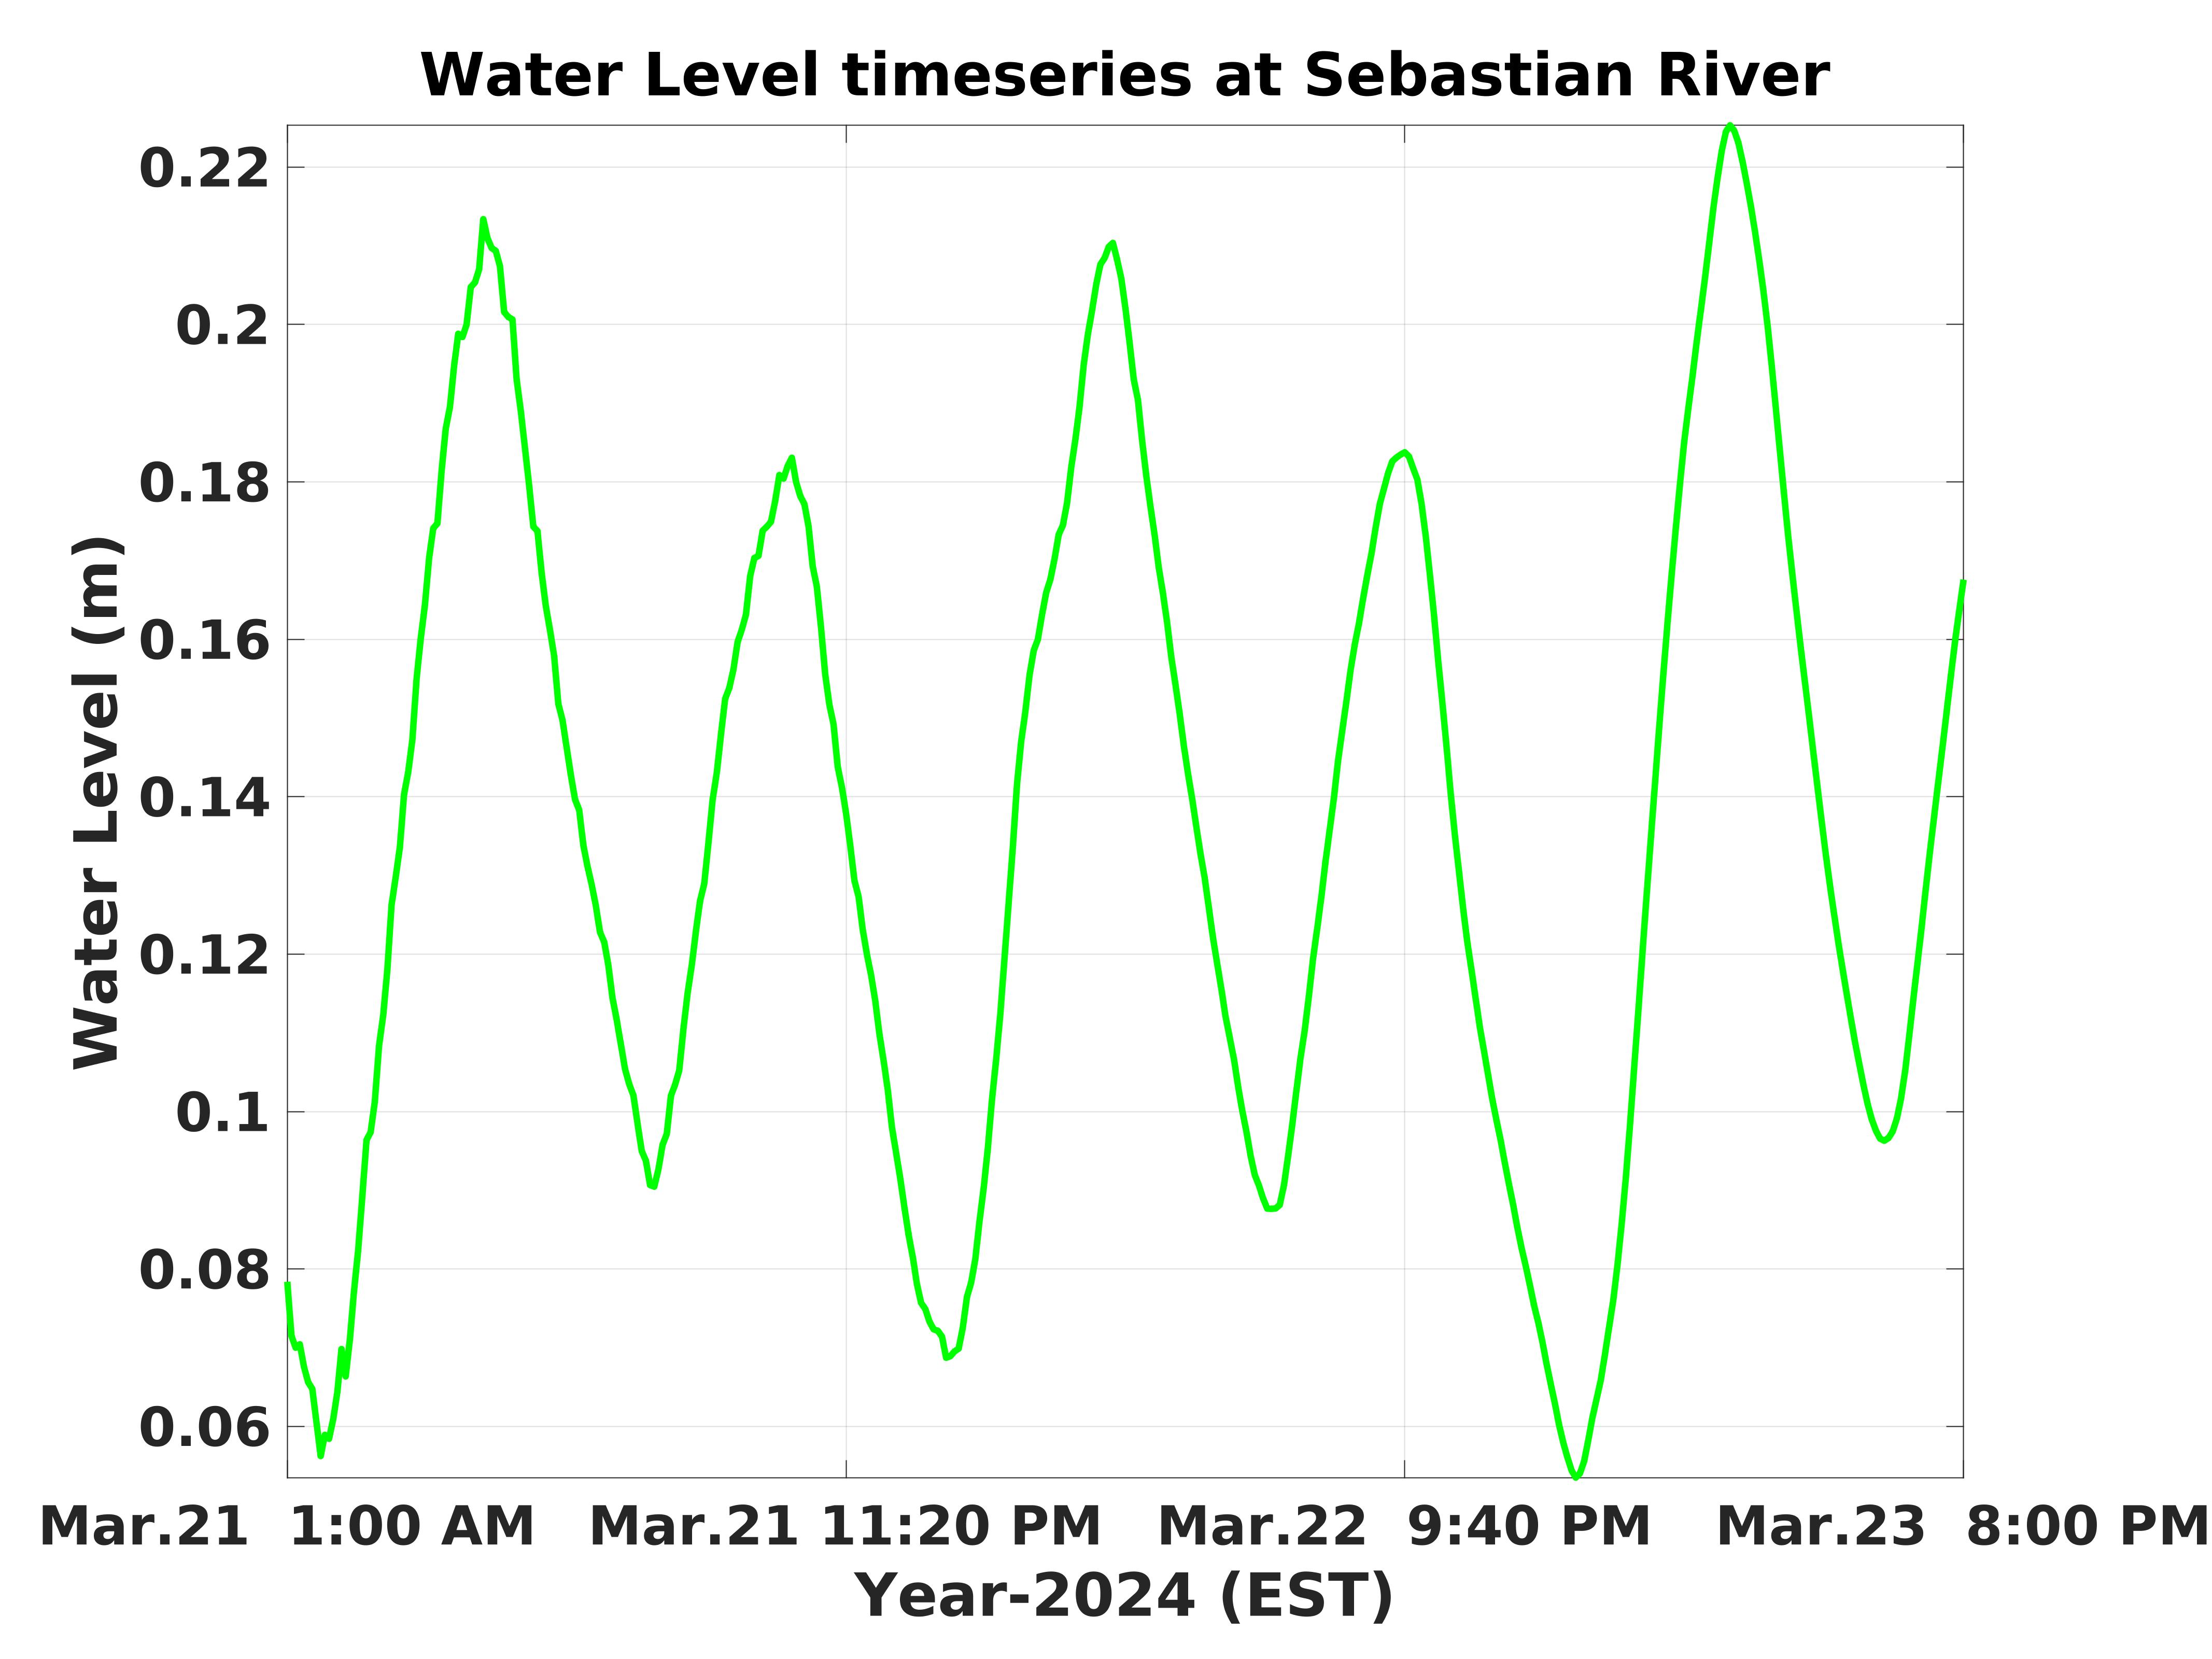 Water Level timeseries at Sebastian River
0.22
0.2
0.18
0.16
0.14
0.12
0.1
0.08
0.06
Water Level (m)
Mar.21 1:00 AM Mar.21 11:20 PM Mar.22 9:40 PM Mar.23 8:00 PM
Year-2024 (EST)